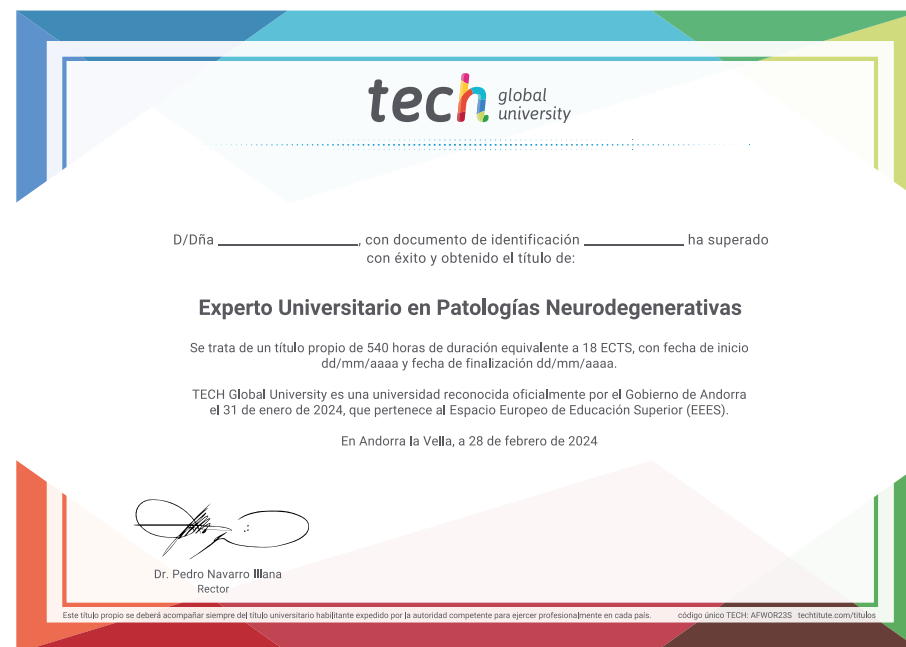 tech global university
D/Dña ____________, con documento de identificación ____________ ha superado
con éxito y obtenido el título de:
Experto Universitario en Patologías Neurodegenerativas
Se trata de un título propio de 540 horas de duración equivalente a 18 ECTS, con fecha de inicio
dd/mm/aaaa y fecha de finalización dd/mm/aaaa.
TECH Global University es una universidad reconocida oficialmente por el Gobierno de Andorra
el 31 de enero de 2024, que pertenece al Espacio Europeo de Educación Superior (EEES).
En Andorra la Vella, a 28 de febrero de 2024
Dr. Pedro Navarro Illana
Rector
Este título propio se deberá acompañar siempre del título universitario habilitante expedido por la autoridad competente para ejercer profesionalmente en cada país. código único TECH: AFWOR23S techtitute.com/titulos